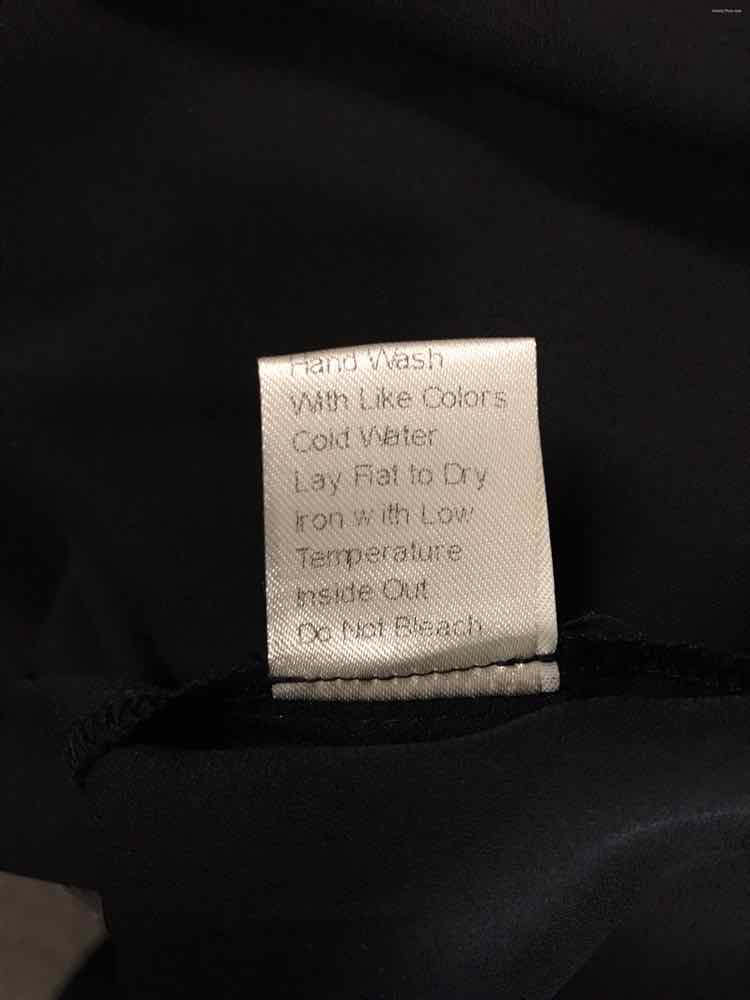 Hand Wash
With Like Colors
Cold Water
Lay Flat to Dry
Iron with Low
Temperature
Inside Out
Do Not Bleach